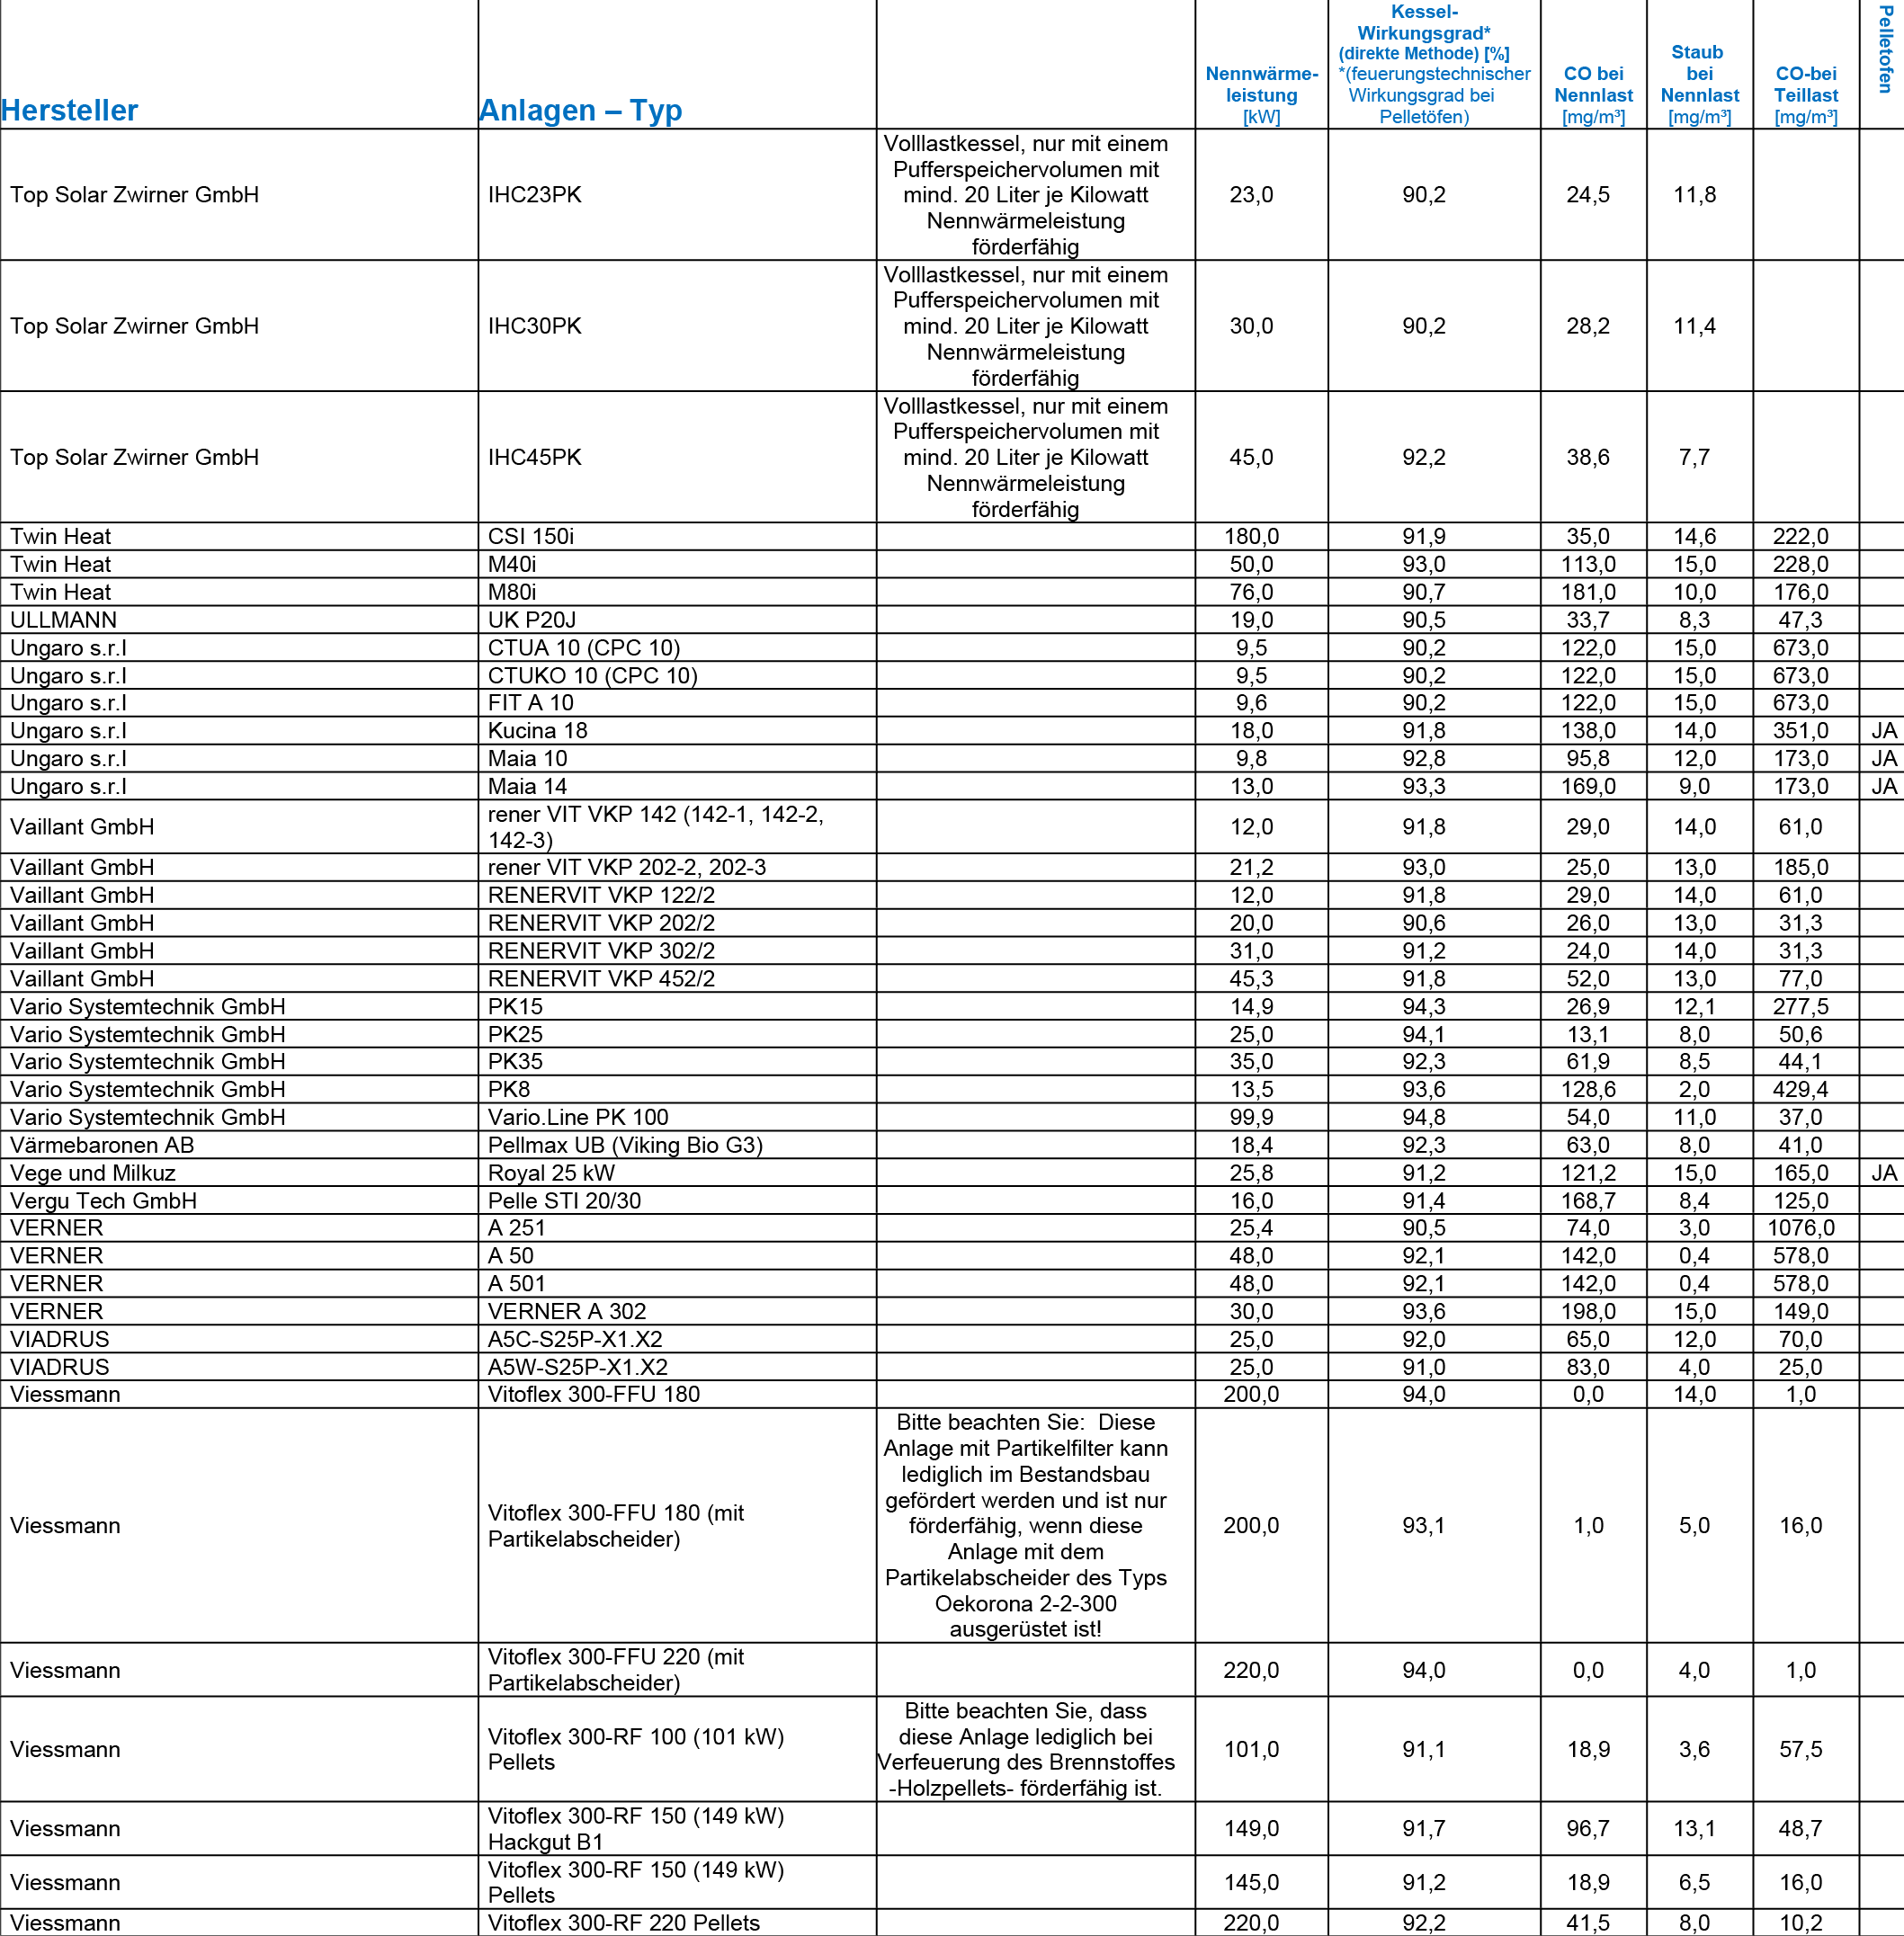 Hersteller
Anlagen – Typ
Nennwärme-
leistung
[kW]
Kessel-
Wirkungsgrad*
(direkte Methode) [%]
*(feuerungstechnischer
Wirkungsgrad bei
Pelletöfen)
CO bei
Nennlast
[mg/m³]
Staub
bei
Nennlast
[mg/m³]
CO-bei
Teillast
[mg/m³]
Pelletofen
Top Solar Zwirner GmbH IHC23PK
Volllastkessel, nur mit einem
Pufferspeichervolumen mit
mind. 20 Liter je Kilowatt
Nennwärmeleistung
förderfähig
23,0 90,2 24,5 11,8
Top Solar Zwirner GmbH IHC30PK
Volllastkessel, nur mit einem
Pufferspeichervolumen mit
mind. 20 Liter je Kilowatt
Nennwärmeleistung
förderfähig
30,0 90,2 28,2 11,4
Top Solar Zwirner GmbH IHC45PK
Volllastkessel, nur mit einem
Pufferspeichervolumen mit
mind. 20 Liter je Kilowatt
Nennwärmeleistung
förderfähig
45,0 92,2 38,6 7,7
Twin Heat CSI 150i 180,0 91,9 35,0 14,6 222,0
Twin Heat M40i 50,0 93,0 113,0 15,0 228,0
Twin Heat M80i 76,0 90,7 181,0 10,0 176,0
ULLMANN UK P20J 19,0 90,5 33,7 8,3 47,3
Ungaro s.r.l CTUA 10 (CPC 10) 9,5 90,2 122,0 15,0 673,0
Ungaro s.r.l CTUKO 10 (CPC 10) 9,5 90,2 122,0 15,0 673,0
Ungaro s.r.l FIT A 10 9,6 90,2 122,0 15,0 673,0
Ungaro s.r.l Kucina 18 18,0 91,8 138,0 14,0 351,0 JA
Ungaro s.r.l Maia 10 9,8 92,8 95,8 12,0 173,0 JA
Ungaro s.r.l Maia 14 13,0 93,3 169,0 9,0 173,0 JA
Vaillant GmbH
rener VIT VKP 142 (142-1, 142-2,
142-3)
12,0 91,8 29,0 14,0 61,0
Vaillant GmbH rener VIT VKP 202-2, 202-3 21,2 93,0 25,0 13,0 185,0
Vaillant GmbH RENERVIT VKP 122/2 12,0 91,8 29,0 14,0 61,0
Vaillant GmbH RENERVIT VKP 202/2 20,0 90,6 26,0 13,0 31,3
Vaillant GmbH RENERVIT VKP 302/2 31,0 91,2 24,0 14,0 31,3
Vaillant GmbH RENERVIT VKP 452/2 45,3 91,8 52,0 13,0 77,0
Vario Systemtechnik GmbH PK15 14,9 94,3 26,9 12,1 277,5
Vario Systemtechnik GmbH PK25 25,0 94,1 13,1 8,0 50,6
Vario Systemtechnik GmbH PK35 35,0 92,3 61,9 8,5 44,1
Vario Systemtechnik GmbH PK8 13,5 93,6 128,6 2,0 429,4
Vario Systemtechnik GmbH Vario.Line PK 100 99,9 94,8 54,0 11,0 37,0
Värmebaronen AB Pellmax UB (Viking Bio G3) 18,4 92,3 63,0 8,0 41,0
Vege und Milkuz Royal 25 kW 25,8 91,2 121,2 15,0 165,0 JA
Vergu Tech GmbH Pelle STI 20/30 16,0 91,4 168,7 8,4 125,0
VERNER A 251 25,4 90,5 74,0 3,0 1076,0
VERNER A 50 48,0 92,1 142,0 0,4 578,0
VERNER A 501 48,0 92,1 142,0 0,4 578,0
VERNER VERNER A 302 30,0 93,6 198,0 15,0 149,0
VIADRUS A5C-S25P-X1.X2 25,0 92,0 65,0 12,0 70,0
VIADRUS A5W-S25P-X1.X2 25,0 91,0 83,0 4,0 25,0
Viessmann Vitoflex 300-FFU 180 200,0 94,0 0,0 14,0 1,0
Viessmann
Vitoflex 300-FFU 180 (mit
Partikelabscheider)
Bitte beachten Sie:  Diese
Anlage mit Partikelfilter kann
lediglich im Bestandsbau
gefördert werden und ist nur
förderfähig, wenn diese
Anlage mit dem
Partikelabscheider des Typs
Oekorona 2-2-300
ausgerüstet ist!
200,0 93,1 1,0 5,0 16,0
Viessmann
Vitoflex 300-FFU 220 (mit
Partikelabscheider)
220,0 94,0 0,0 4,0 1,0
Viessmann
Vitoflex 300-RF 100 (101 kW)
Pellets
Bitte beachten Sie, dass
diese Anlage lediglich bei
Verfeuerung des Brennstoffes
-Holzpellets- förderfähig ist.
101,0 91,1 18,9 3,6 57,5
Viessmann
Vitoflex 300-RF 150 (149 kW)
Hackgut B1
149,0 91,7 96,7 13,1 48,7
Viessmann
Vitoflex 300-RF 150 (149 kW)
Pellets
145,0 91,2 18,9 6,5 16,0
Viessmann Vitoflex 300-RF 220 Pellets 220,0 92,2 41,5 8,0 10,2